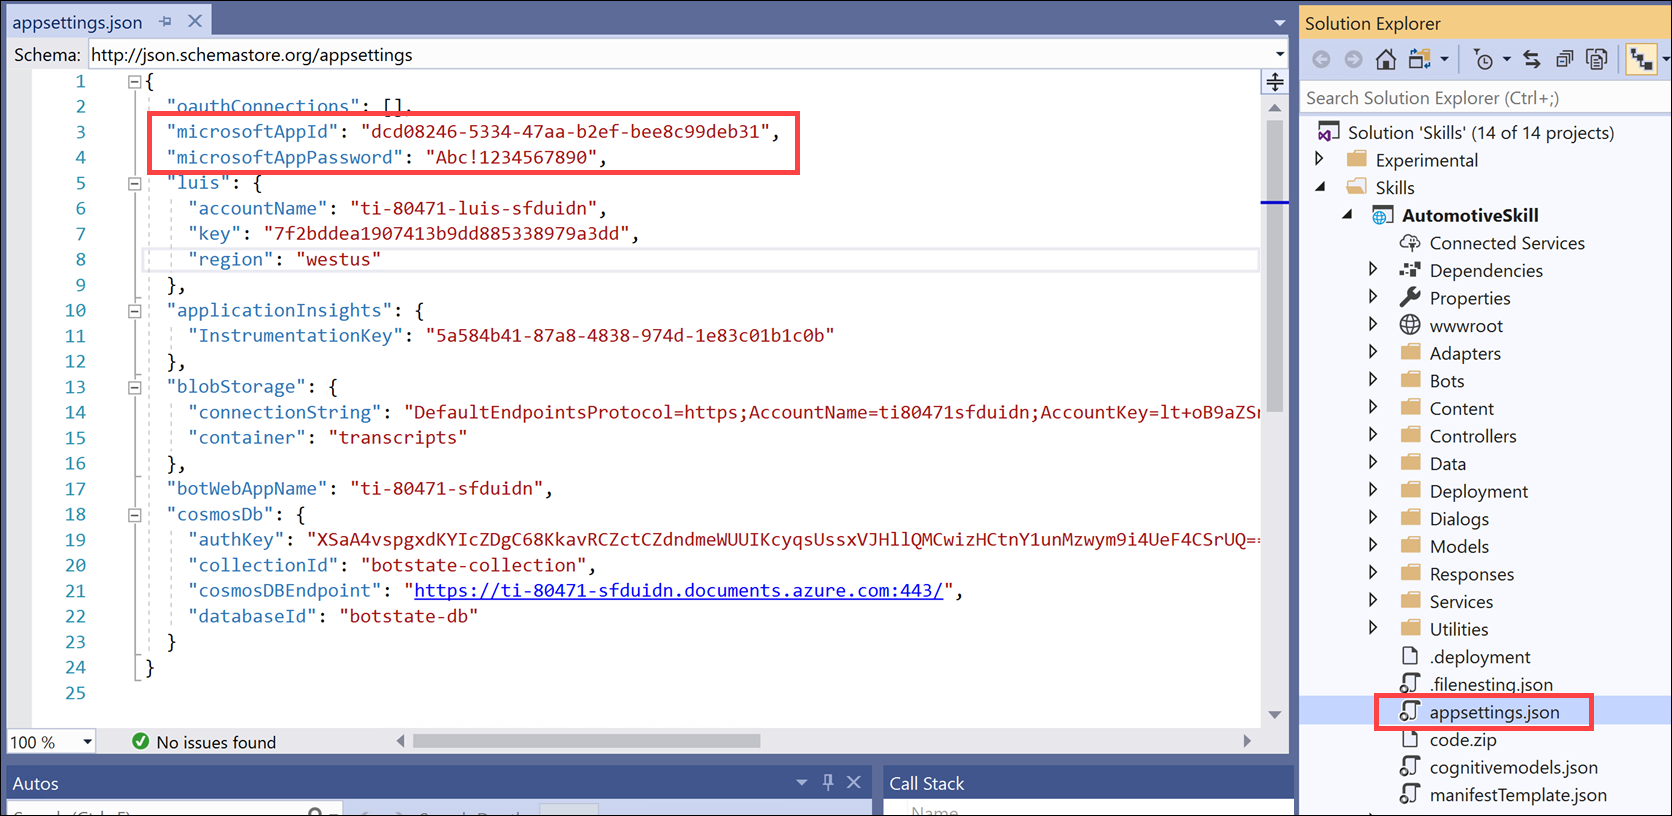 appsettings.json
Schema: http://json.schemastore.org/appsettings
1 {
2 "oauthConnections": [],
3 "microsoftAppId": "dcd08246-5334-47aa-b2ef-bee8c99deb31",
4 "microsoftAppPassword": "Abc!1234567890",
5 "luis": {
6 "accountName": "ti-80471-luis-sfduidn",
7 "key": "7f2bddea1907413b9dd885338979a3dd",
8 "region": "westus"
9 },
10 "applicationInsights": {
11 "InstrumentationKey": "5a584b41-87a8-4838-974d-1e83c01b1c0b"
12 },
13 "blobStorage": {
14 "connectionString": "DefaultEndpointsProtocol=https;AccountName=ti80471sfduidn;AccountKey=lt+oB9aZSr
15 "container": "transcripts"
16 },
17 "botWebAppName": "ti-80471-sfduidn",
18 "cosmosDb": {
19 "authKey": "XSaA4vspgxdKYIcZDgC68KkavRCZctCZdndmeWUUIKcyqsUssxVJHllQMCwizHCtnY1unMzwym9i4UeF4CSrUQ==
20 "collectionId": "botstate-collection",
21 "cosmosDBEndpoint": "https://ti-80471-sfduidn.documents.azure.com:443/",
22 "databaseId": "botstate-db"
23 }
24 }
25
100 %
No issues found
Autos
Call Stack
Name
Solution Explorer
Search Solution Explorer (Ctrl+;)
Solution 'Skills' (14 of 14 projects)
Experimental
Skills
AutomotiveSkill
Connected Services
Dependencies
Properties
wwwroot
Adapters
Bots
Content
Controllers
Data
Deployment
Dialogs
Models
Responses
Services
Utilities
.deployment
.filenesting.json
appsettings.json
code.zip
cognitivemodels.json
manifestTemplate.json